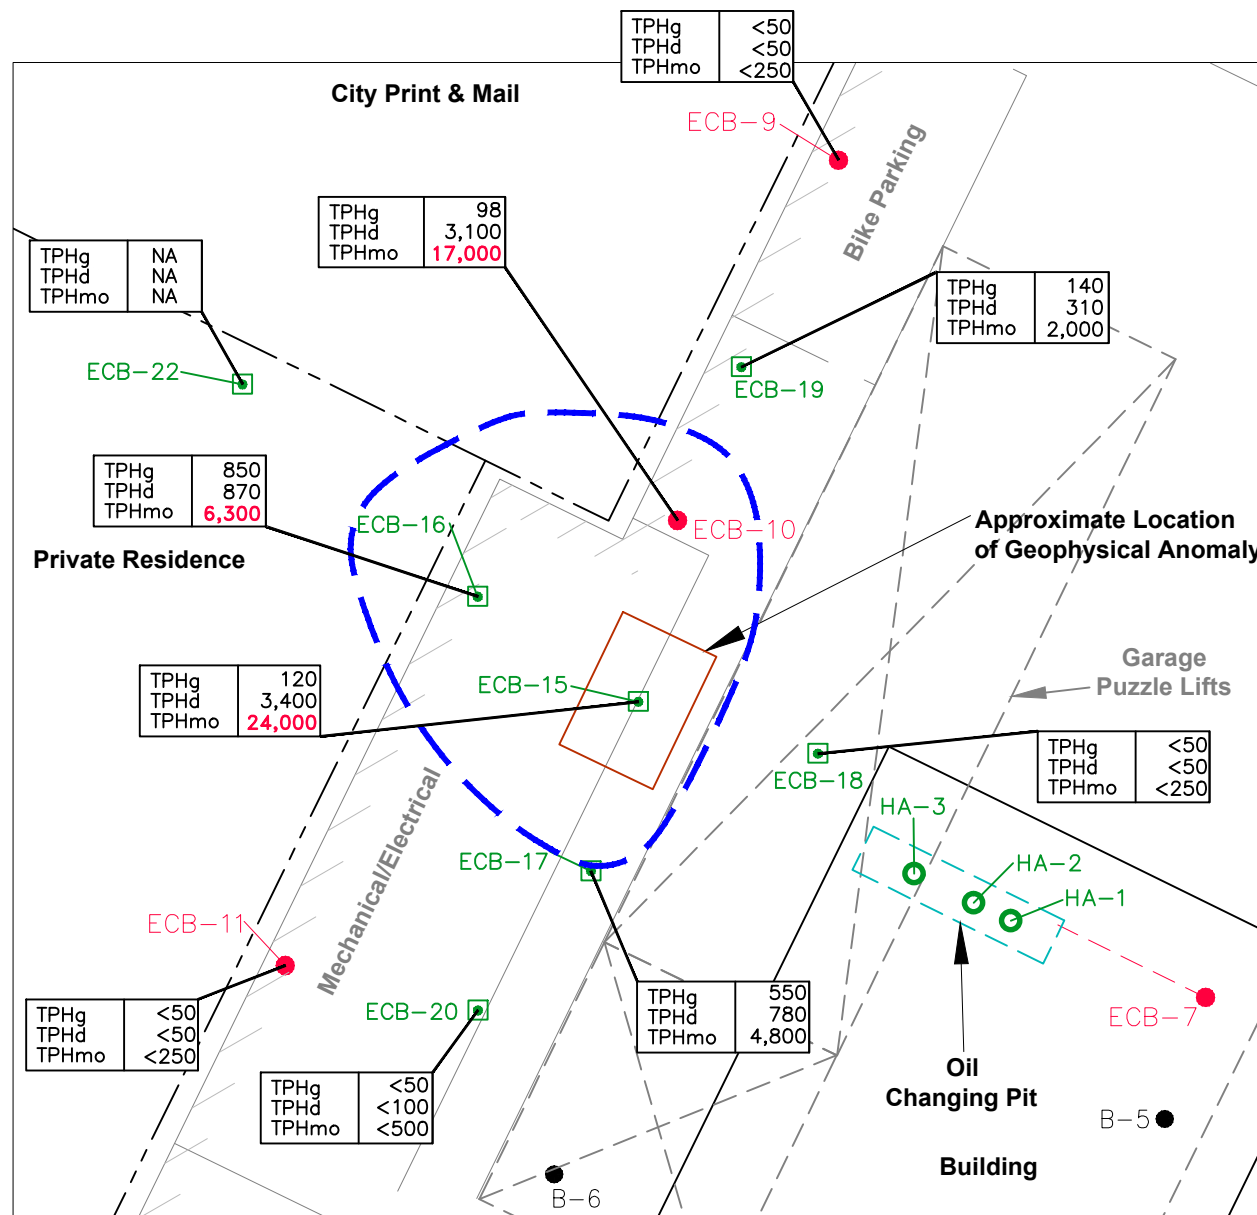 TPHg <50
TPHd <50
TPHmo <250
City Print & Mail
ECB-9
Bike Parking
TPHg 98
TPHd 3,100
TPHmo 17,000
TPHg NA
TPHd NA
TPHmo NA
TPHg 140
TPHd 310
TPHmo 2,000
ECB-22
ECB-19
TPHg 850
TPHd 870
TPHmo 6,300
ECB-16
ECB-10
Approximate Location
of Geophysical Anomaly
Private Residence
TPHg 120
TPHd 3,400
TPHmo 24,000
ECB-15
Garage
Puzzle Lifts
TPHg <50
TPHd <50
TPHmo <250
ECB-18
HA-3
HA-2
HA-1
ECB-17
Mechanical/Electrical
ECB-11
TPHg <50
TPHd <50
TPHmo <250
ECB-20
TPHg 550
TPHd 780
TPHmo 4,800
ECB-7
Oil
Changing Pit
TPHg <50
TPHd <100
TPHmo <500
B-5
Building
B-6